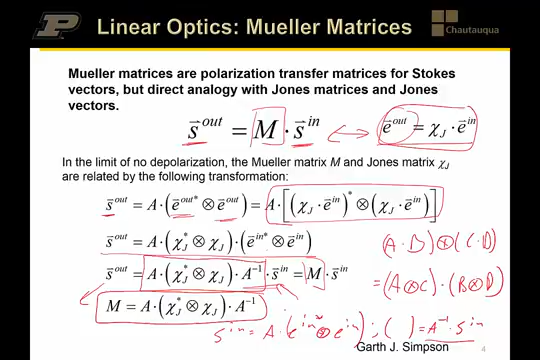 Linear Optics: Mueller Matrices
Chautauqua
Mueller matrices are polarization transfer matrices for Stokes
vectors, but direct analogy with Jones matrices and Jones
vectors.
s⃗^out = M · s⃗^in ⟷ e⃗^out = χ_J · e⃗^in
In the limit of no depolarization, the Mueller matrix M and Jones matrix χ_J
are related by the following transformation:
s⃗^out = A · (e⃗^out* ⊗ e⃗^out) = A · [(χ_J · e⃗^in)^* ⊗ (χ_J · e⃗^in)]
s⃗^out = A · (χ_J^* ⊗ χ_J) · (e⃗^in* ⊗ e⃗^in)
(A · B) ⊗ (C · D)
s⃗^out = A · (χ_J^* ⊗ χ_J) · A^-1 · s⃗^in = M · s⃗^in
= (A ⊗ C) · (B ⊗ D)
M = A · (χ_J^* ⊗ χ_J) · A^-1
s^in = A · (e^in* ⊗ e^in) ; ( ) = A^-1 · s^in
Garth J. Simpson
4